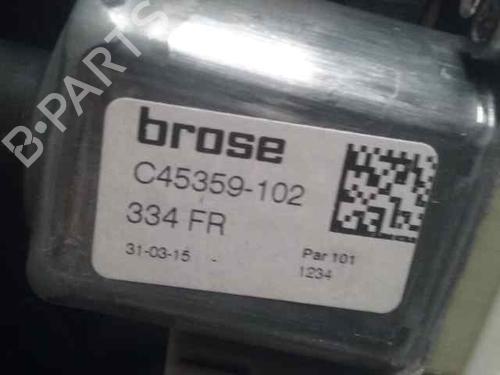 brose
C45359-102
334 FR
31-03-15 -
Par 101
1234
B-PARTS